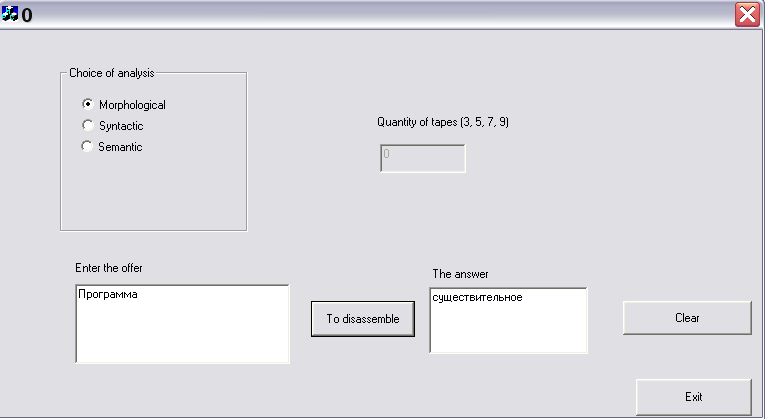 0
Choice of analysis
Morphological
Syntactic
Semantic
Quantity of tapes (3, 5, 7, 9)
0
Enter the offer
Программа
To disassemble
The answer
существительное
Clear
Exit